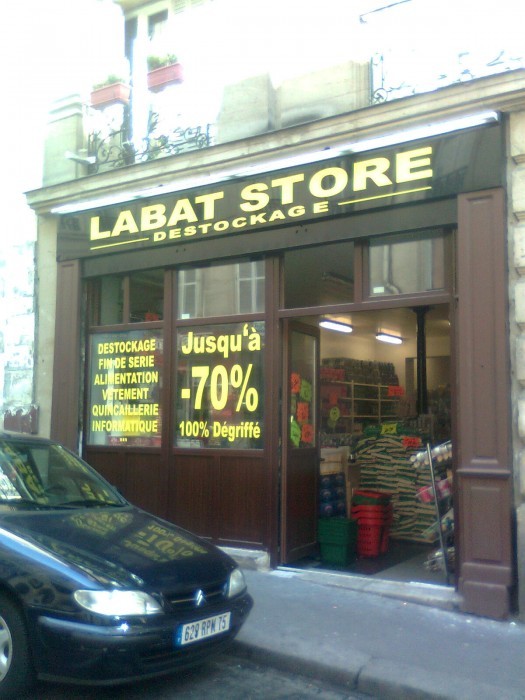 LABAT STORE
DESTOCKAGE
DESTOCKAGE
FIN DE SERIE
ALIMENTATION
VETEMENT
QUINCAILLERIE
INFORMATIQUE
...
Jusqu'à
-70%
100% Dégriffé
629 RPM 75